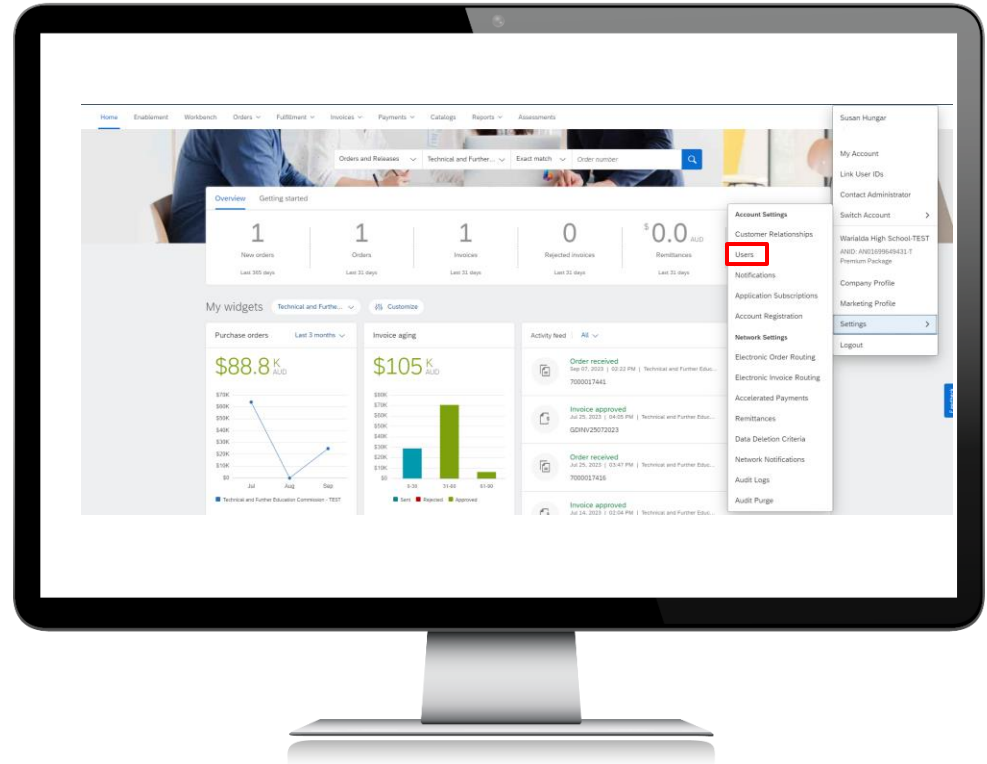 Home Enablement Workbench Orders Fulfillment Invoices Payments Catalogs Reports Assessments
Orders and Releases Technical and Further... Exact match Order number
Overview Getting started
1 1 1 0 $0.0 AUD
New orders Orders Invoices Rejected invoices Remittances
Last 365 days Last 31 days Last 31 days Last 31 days Last 31 days
My widgets Technical and Furthe... Customize
Purchase orders Last 3 months
$88.8 K AUD
$70K
$60K
$50K
$40K
$30K
$20K
$10K
$0
Jul Aug Sep
Technical and Further Education Commission - TEST
Invoice aging
$105 K AUD
$80K
$70K
$60K
$50K
$40K
$30K
$20K
$10K
$0
31-60 61-90
Sent Rejected Approved
Activity feed All
Order received
Sep 07, 2023 | 02:22 PM | Technical and Further Educ...
7000017441
Invoice approved
Jul 25, 2023 | 04:05 PM | Technical and Further Educ...
GDINV25072023
Order received
Jul 25, 2023 | 03:47 PM | Technical and Further Educ...
7000017416
Invoice approved
Jul 14, 2023 | 02:04 PM | Technical and Further Educ...
Account Settings
Customer Relationships
Users
Notifications
Application Subscriptions
Account Registration
Network Settings
Electronic Order Routing
Electronic Invoice Routing
Accelerated Payments
Remittances
Data Deletion Criteria
Network Notifications
Audit Logs
Audit Purge
Susan Hungar
My Account
Link User IDs
Contact Administrator
Switch Account
Warialda High School-TEST
ANID: AN01699649431-T
Premium Package
Company Profile
Marketing Profile
Settings
Logout